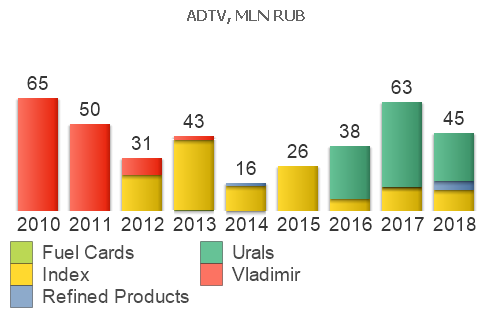 ADTV, MLN RUB
65
50
31
43
16
26
38
63
45
2010 2011 2012 2013 2014 2015 2016 2017 2018
Fuel Cards
Urals
Index
Vladimir
Refined Products